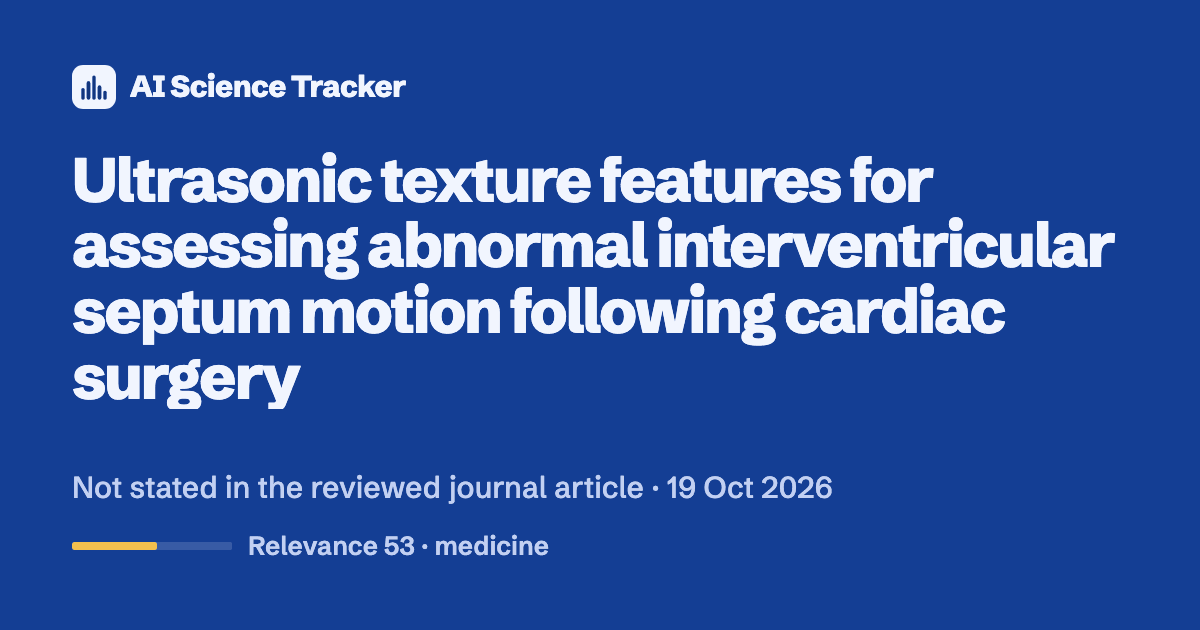 AI Science Tracker
Ultrasonic texture features for
assessing abnormal interventricular
septum motion following cardiac
surgery
Not stated in the reviewed journal article · 19 Oct 2026
Relevance 53 · medicine